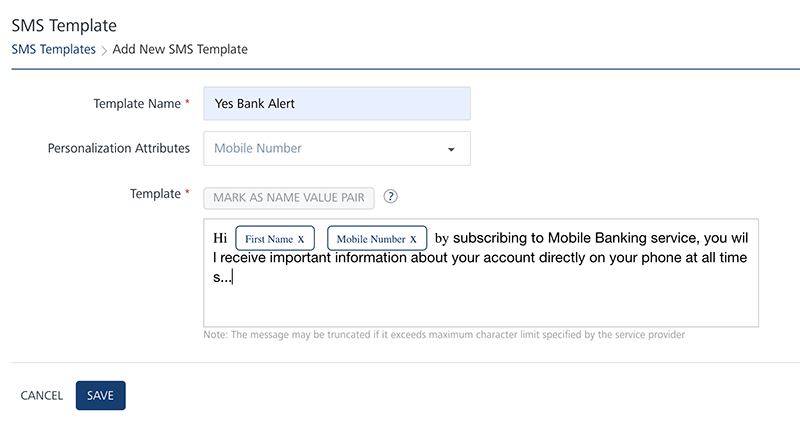 SMS Template
SMS Templates > Add New SMS Template
Template Name * Yes Bank Alert
Personalization Attributes Mobile Number
Template * MARK AS NAME VALUE PAIR ?
Hi First Name x Mobile Number x by subscribing to Mobile Banking service, you wil
l receive important information about your account directly on your phone at all time
s...
Note: The message may be truncated if it exceeds maximum character limit specified by the service provider
CANCEL SAVE